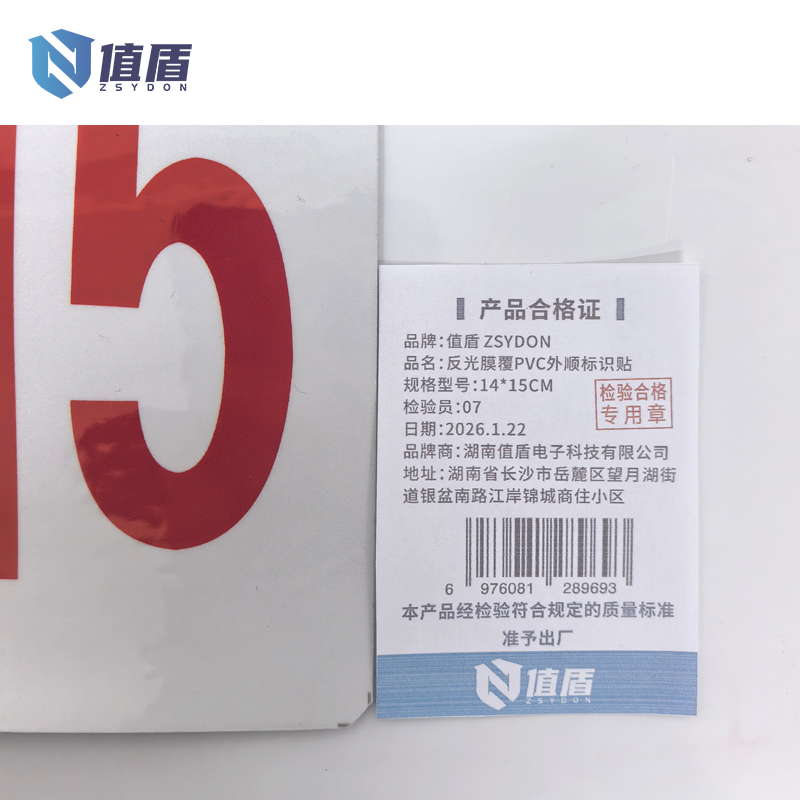 值盾
ZSYDON
5
产品合格证
品牌:值盾 ZSYDON
品名:反光膜覆PVC外顺标识贴
规格型号:14*15CM
检验员:07
日期:2026.1.22
检验合格
专用章
品牌商:湖南值盾电子科技有限公司
地址:湖南省长沙市岳麓区望月湖街
道银盆南路江岸锦城商住小区
6 976081 289693
本产品经检验符合规定的质量标准
准予出厂
值盾
ZSYDON